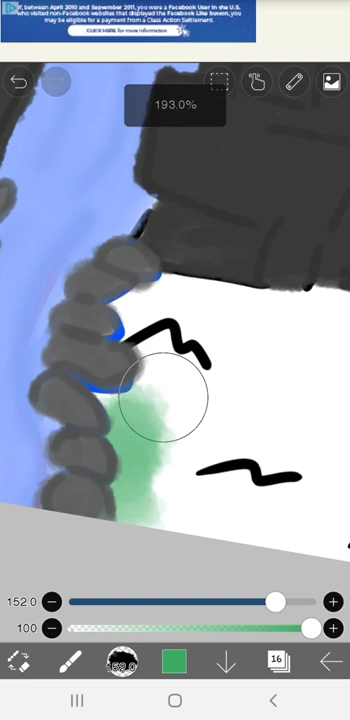 between April 2010 and September 2011, you were a Facebook User in the U.S.
who visited non-Facebook websites that displayed the Facebook Like button, you
may be eligible for a payment from a Class Action Settlement.
CLICK HERE for more information
193.0%
152.0
100
152.0
16